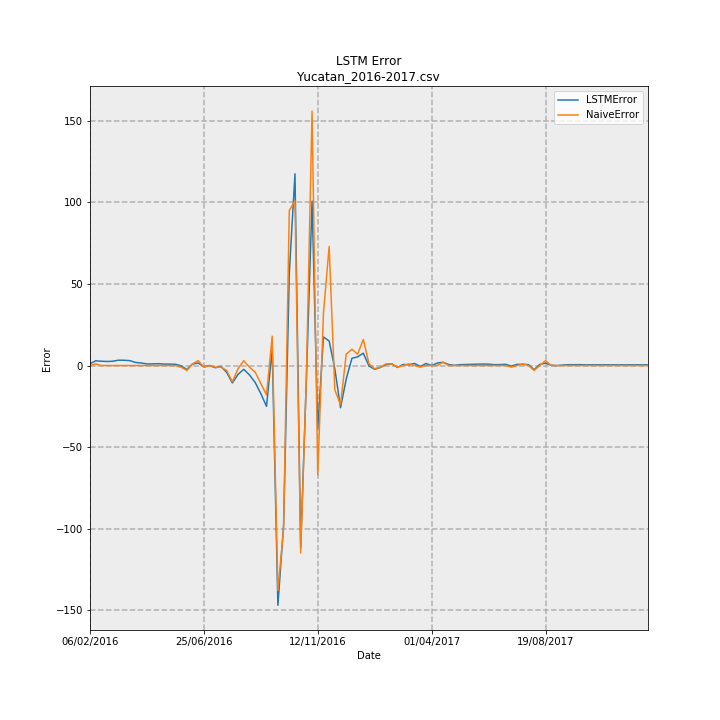 LSTM Error
Yucatan_2016-2017.csv
LSTMError
NaiveError
150
100
50
0
−50
−100
−150
Error
06/02/2016 25/06/2016 12/11/2016 01/04/2017 19/08/2017
Date